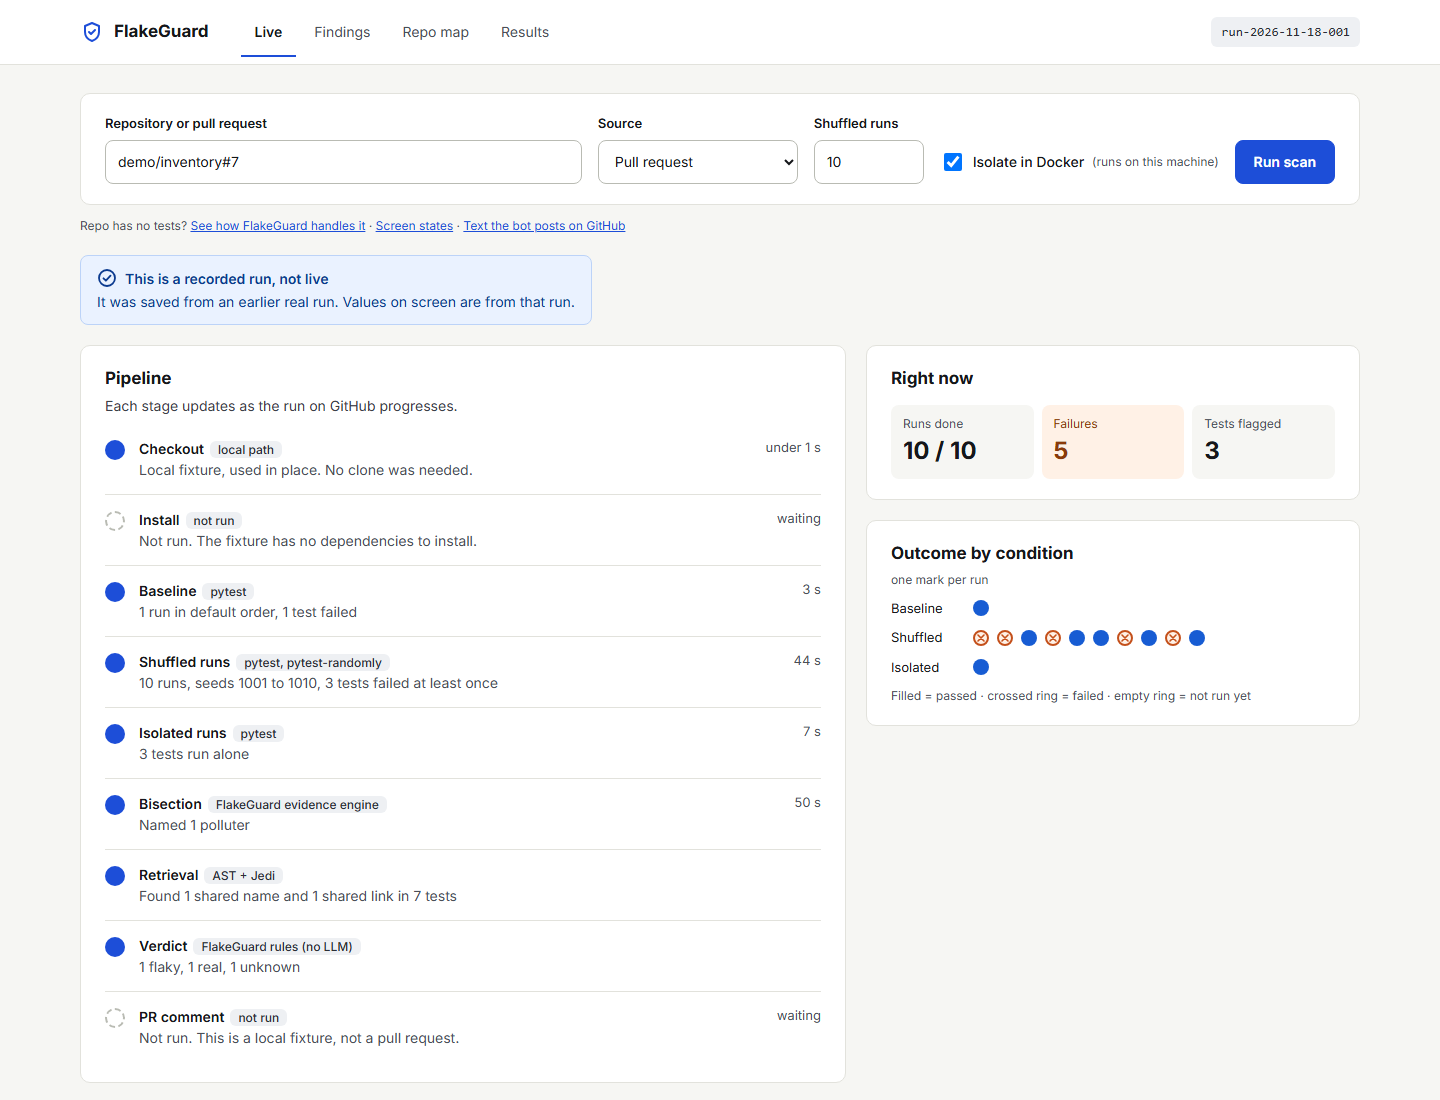 FlakeGuard
Live
Findings
Repo map
Results
run-2026-11-18-001
Repository or pull request
Source
Shuffled runs
demo/inventory#7
Pull request
10
Isolate in Docker (runs on this machine)
Run scan
Repo has no tests? See how FlakeGuard handles it · Screen states · Text the bot posts on GitHub
This is a recorded run, not live
It was saved from an earlier real run. Values on screen are from that run.
Pipeline
Each stage updates as the run on GitHub progresses.
Checkout local path under 1 s
Local fixture, used in place. No clone was needed.
Install not run waiting
Not run. The fixture has no dependencies to install.
Baseline pytest 3 s
1 run in default order, 1 test failed
Shuffled runs pytest, pytest-randomly 44 s
10 runs, seeds 1001 to 1010, 3 tests failed at least once
Isolated runs pytest 7 s
3 tests run alone
Bisection FlakeGuard evidence engine 50 s
Named 1 polluter
Retrieval AST + Jedi
Found 1 shared name and 1 shared link in 7 tests
Verdict FlakeGuard rules (no LLM)
1 flaky, 1 real, 1 unknown
PR comment not run waiting
Not run. This is a local fixture, not a pull request.
Right now
Runs done
10 / 10
Failures
5
Tests flagged
3
Outcome by condition
one mark per run
Baseline
Shuffled
Isolated
Filled = passed · crossed ring = failed · empty ring = not run yet